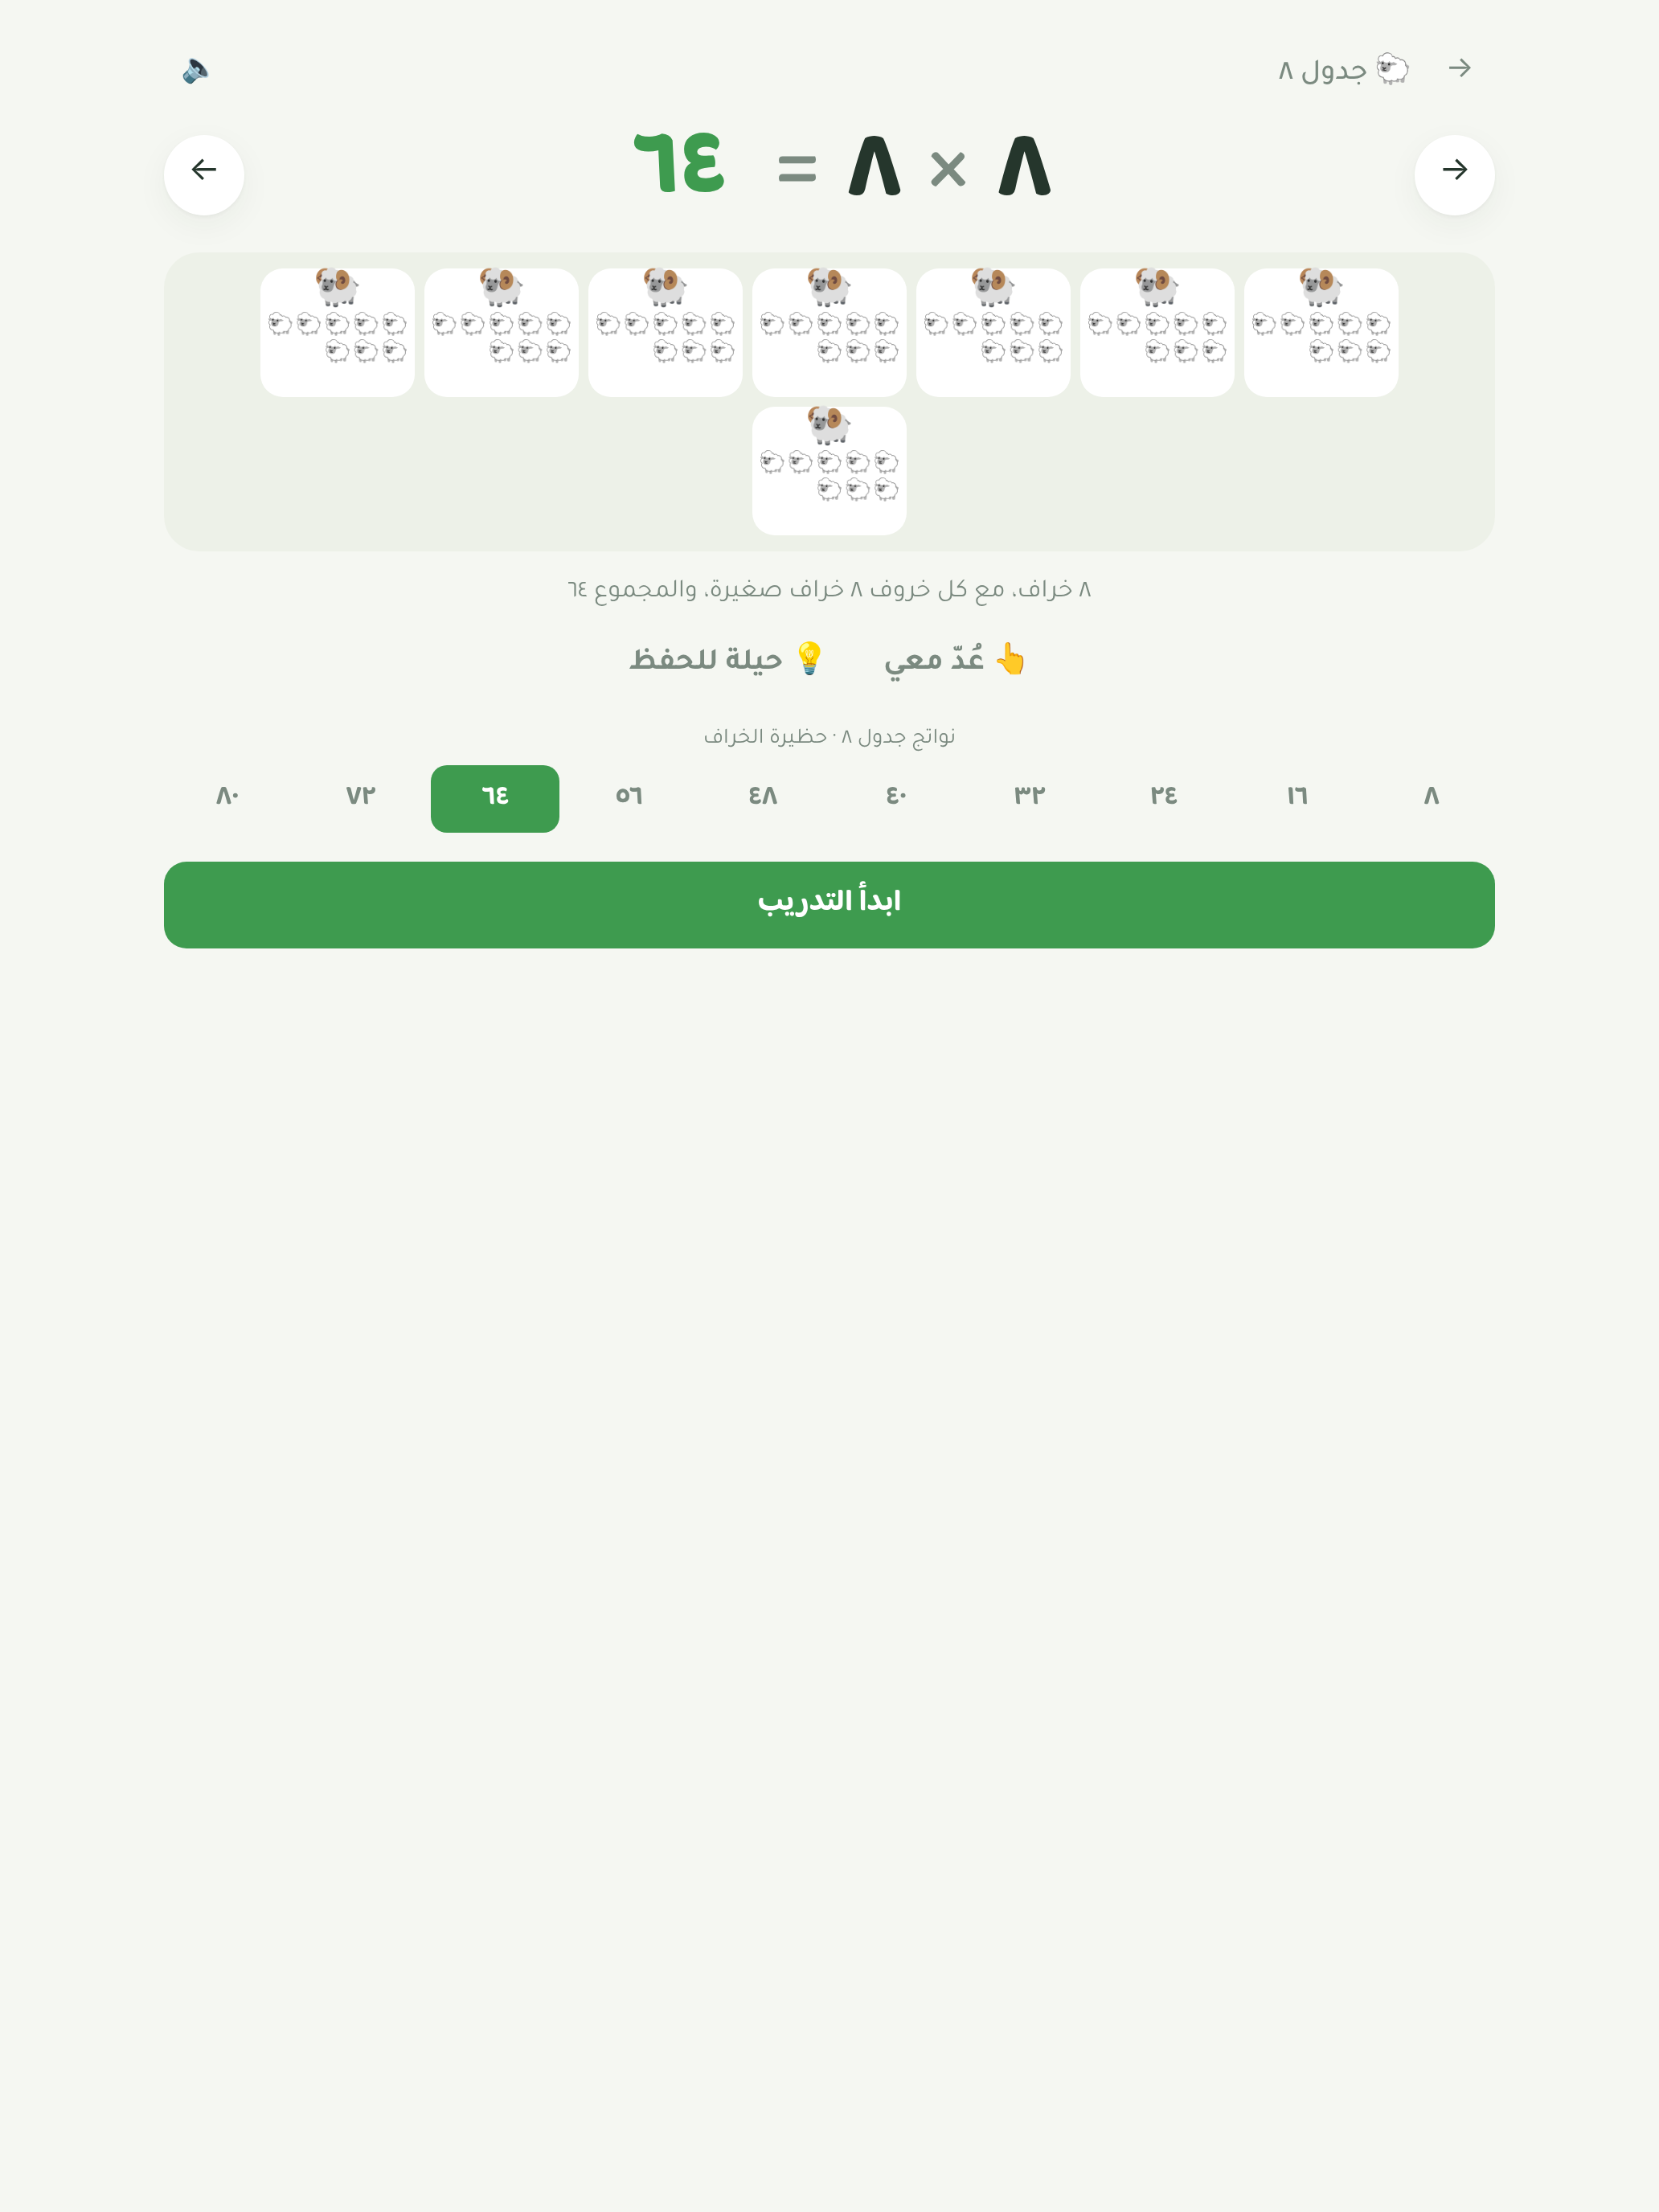 جدول ٨
٨ × ٨ = ٦٤
٨ خراف، مع كل خروف ٨ خراف صغيرة، والمجموع ٦٤
عُدّ معي
حيلة للحفظ
نواتج جدول ٨ · حظيرة الخراف
٨ ١٦ ٢٤ ٣٢ ٤٠ ٤٨ ٥٦ ٦٤ ٧٢ ٨٠
ابدأ التدريب